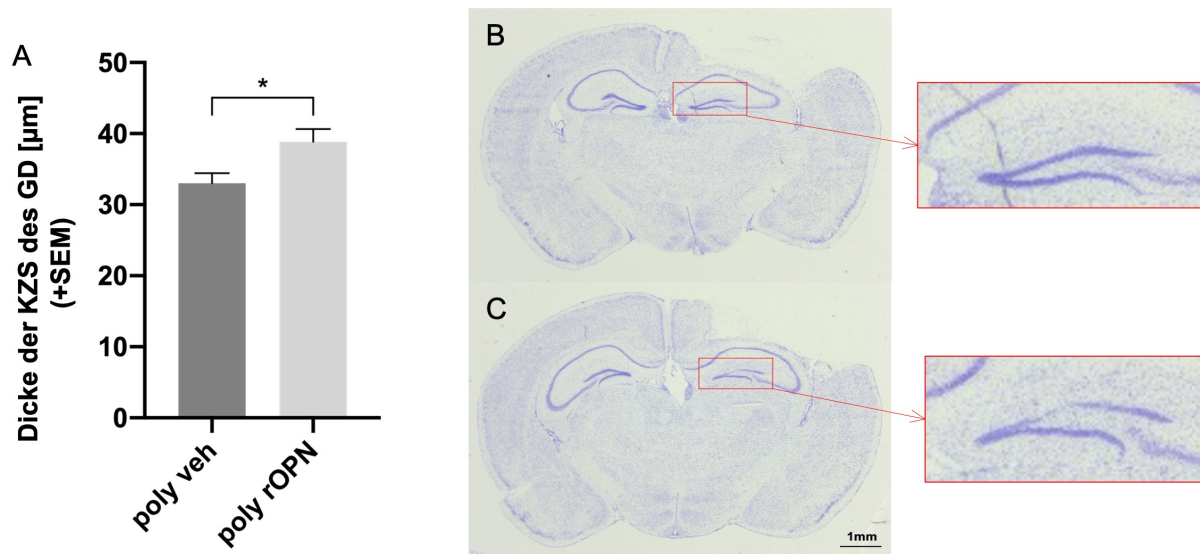 A
Dicke der KZS des GD [µm]
(+SEM)
50
40
30
20
10
0
*
poly veh
poly rOPN
B
C
1mm